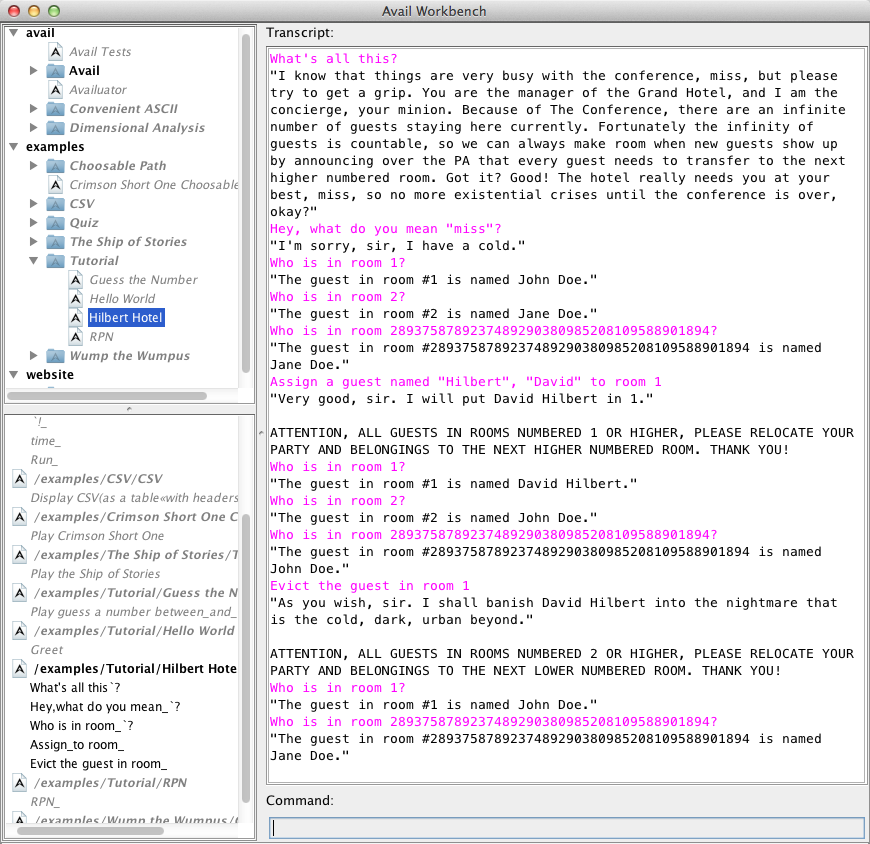 Avail Workbench
avail
Avail Tests
Avail
Availuator
Convenient ASCII
Dimensional Analysis
examples
Choosable Path
Crimson Short One Choosable
CSV
Quiz
The Ship of Stories
Tutorial
Guess the Number
Hello World
Hilbert Hotel
RPN
Wump the Wumpus
website
`!_
time_
Run_
/examples/CSV/CSV
Display CSV(as a table«with headers
/examples/Crimson Short One C
Play Crimson Short One
/examples/The Ship of Stories/T
Play the Ship of Stories
/examples/Tutorial/Guess the N
Play guess a number between_and_
/examples/Tutorial/Hello World
Greet
/examples/Tutorial/Hilbert Hote
What's all this`?
Hey,what do you mean_`?
Who is in room_`?
Assign_to room_
Evict the guest in room_
/examples/Tutorial/RPN
RPN_
/examples/Wump the Wumpus/
Transcript:
What's all this?
"I know that things are very busy with the conference, miss, but please
try to get a grip. You are the manager of the Grand Hotel, and I am the
concierge, your minion. Because of The Conference, there are an infinite
number of guests staying here currently. Fortunately the infinity of
guests is countable, so we can always make room when new guests show up
by announcing over the PA that every guest needs to transfer to the next
higher numbered room. Got it? Good! The hotel really needs you at your
best, miss, so no more existential crises until the conference is over,
okay?"
Hey, what do you mean "miss"?
"I'm sorry, sir, I have a cold."
Who is in room 1?
"The guest in room #1 is named John Doe."
Who is in room 2?
"The guest in room #2 is named Jane Doe."
Who is in room 2893758789237489290380985208109588901894?
"The guest in room #2893758789237489290380985208109588901894 is named
Jane Doe."
Assign a guest named "Hilbert", "David" to room 1
"Very good, sir. I will put David Hilbert in 1."
ATTENTION, ALL GUESTS IN ROOMS NUMBERED 1 OR HIGHER, PLEASE RELOCATE YOUR
PARTY AND BELONGINGS TO THE NEXT HIGHER NUMBERED ROOM. THANK YOU!
Who is in room 1?
"The guest in room #1 is named David Hilbert."
Who is in room 2?
"The guest in room #2 is named John Doe."
Who is in room 2893758789237489290380985208109588901894?
"The guest in room #2893758789237489290380985208109588901894 is named
John Doe."
Evict the guest in room 1
"As you wish, sir. I shall banish David Hilbert into the nightmare that
is the cold, dark, urban beyond."
ATTENTION, ALL GUESTS IN ROOMS NUMBERED 2 OR HIGHER, PLEASE RELOCATE YOUR
PARTY AND BELONGINGS TO THE NEXT LOWER NUMBERED ROOM. THANK YOU!
Who is in room 1?
"The guest in room #1 is named John Doe."
Who is in room 2893758789237489290380985208109588901894?
"The guest in room #2893758789237489290380985208109588901894 is named
Jane Doe."
Command: